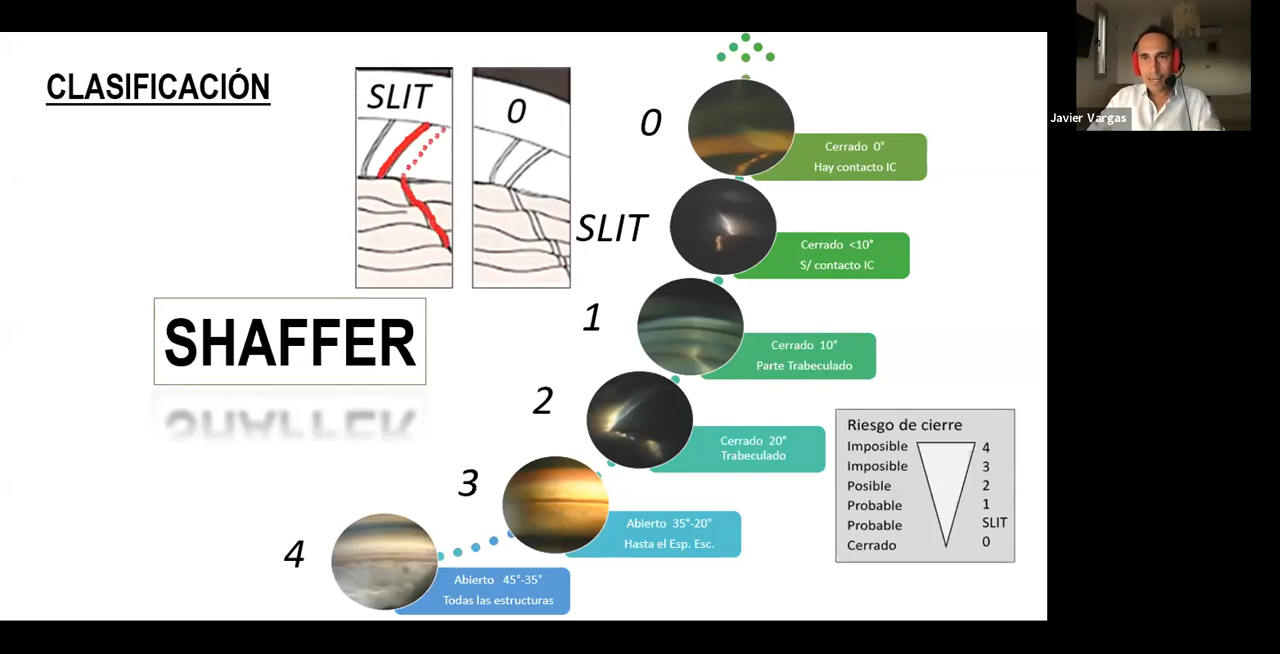 CLASIFICACIÓN
SLIT
0
SHAFFER
0
Cerrado 0°
Hay contacto IC
SLIT
Cerrado <10°
S/ contacto IC
1
Cerrado 10°
Parte Trabeculado
2
Cerrado 20°
Trabeculado
3
Abierto 35°-20°
Hasta el Esp. Esc.
4
Abierto 45°-35°
Todas las estructuras
Riesgo de cierre
Imposible 4
Imposible 3
Posible 2
Probable 1
Probable SLIT
Cerrado 0
Javier Vargas